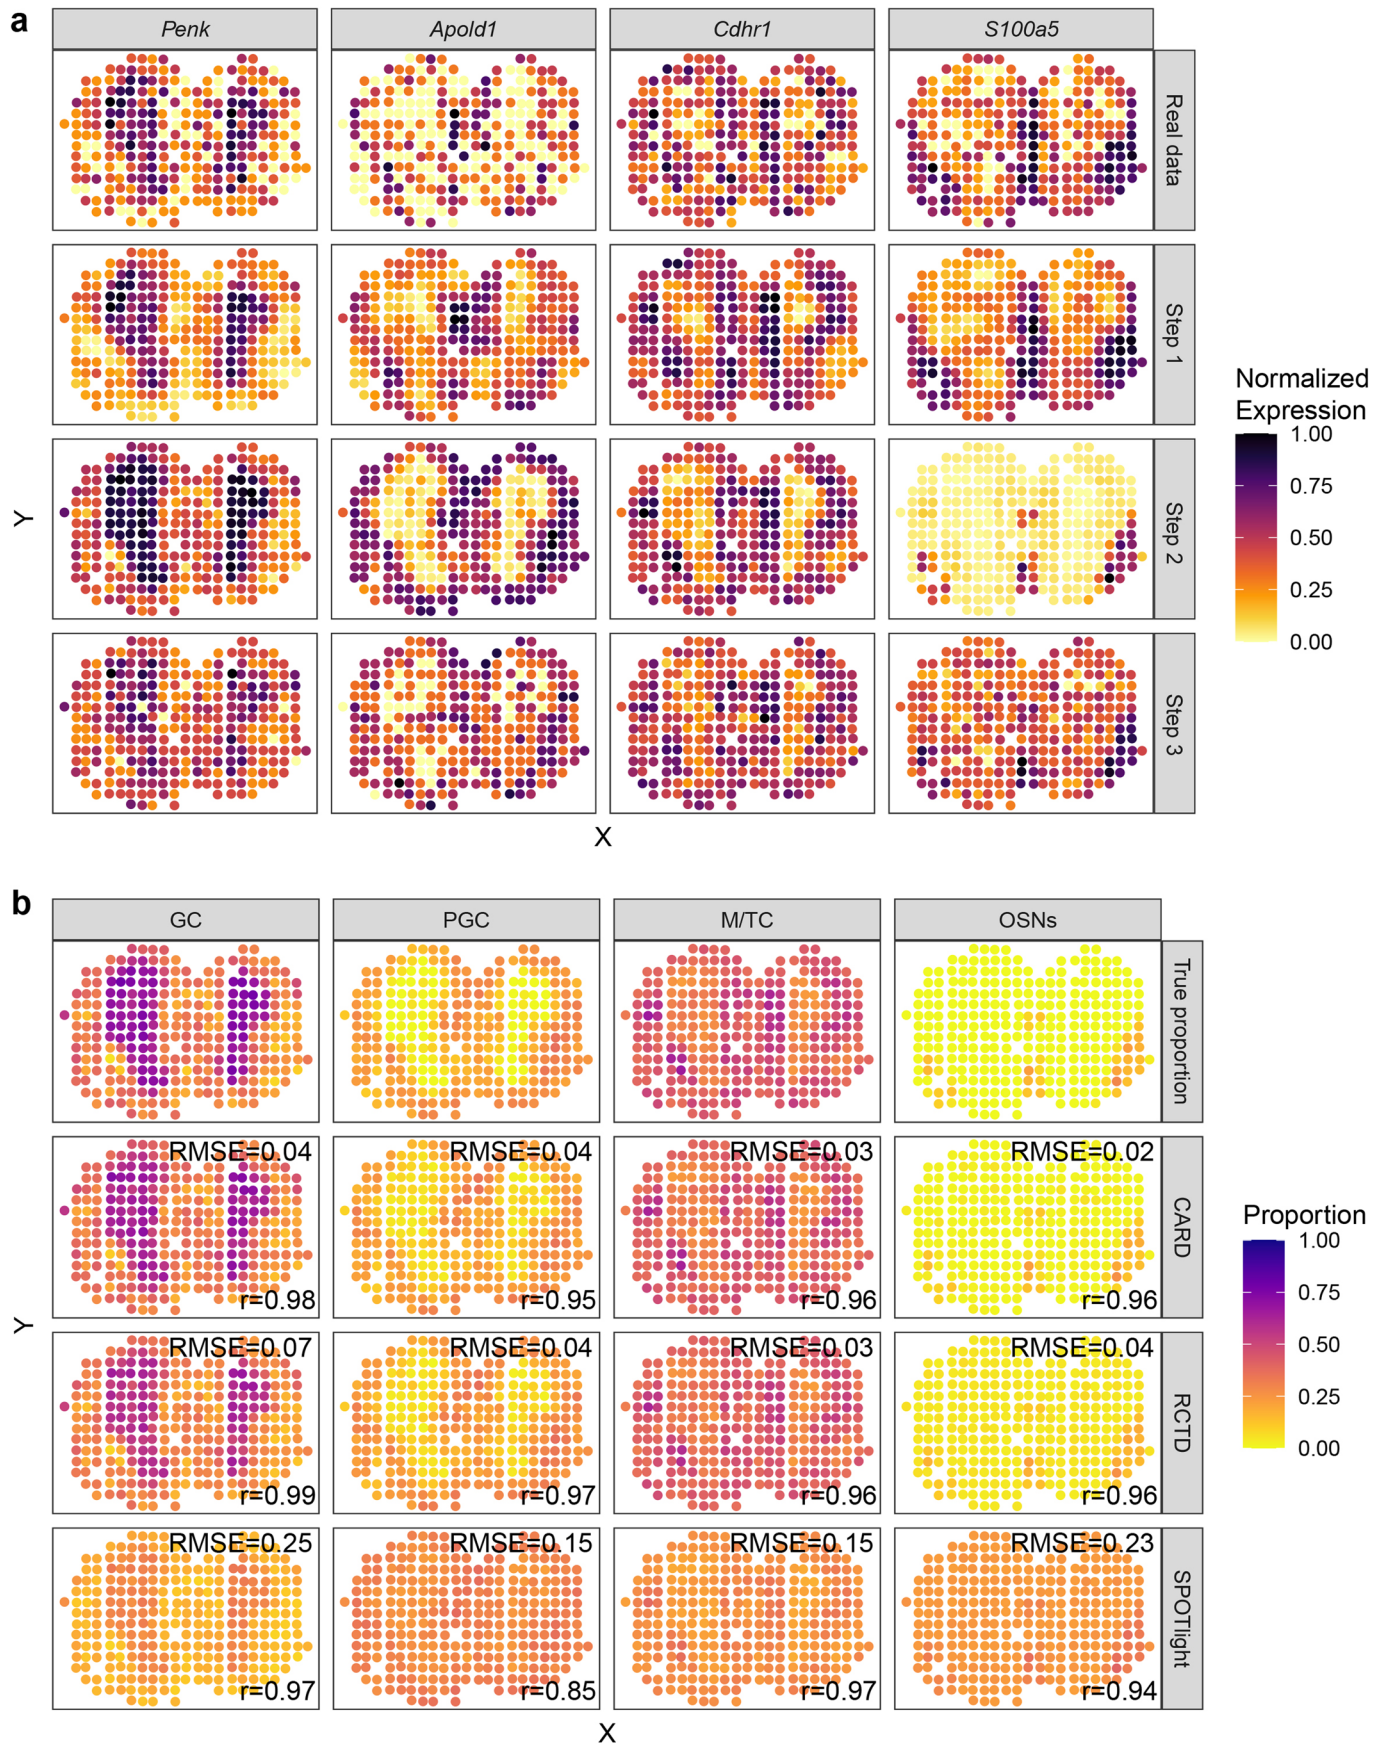 a
Penk
Apold1
Cdhr1
S100a5
Real data
Step 1
Step 2
Step 3
Y
X
Normalized
Expression
1.00
0.75
0.50
0.25
0.00
b
GC
PGC
M/TC
OSNs
True proportion
RMSE=0.04
r=0.98
RMSE=0.04
r=0.95
RMSE=0.03
r=0.96
RMSE=0.02
r=0.96
CARD
RMSE=0.07
r=0.99
RMSE=0.04
r=0.97
RMSE=0.03
r=0.96
RMSE=0.04
r=0.96
RCTD
RMSE=0.25
r=0.97
RMSE=0.15
r=0.85
RMSE=0.15
r=0.97
RMSE=0.23
r=0.94
SPOTlight
Y
X
Proportion
1.00
0.75
0.50
0.25
0.00